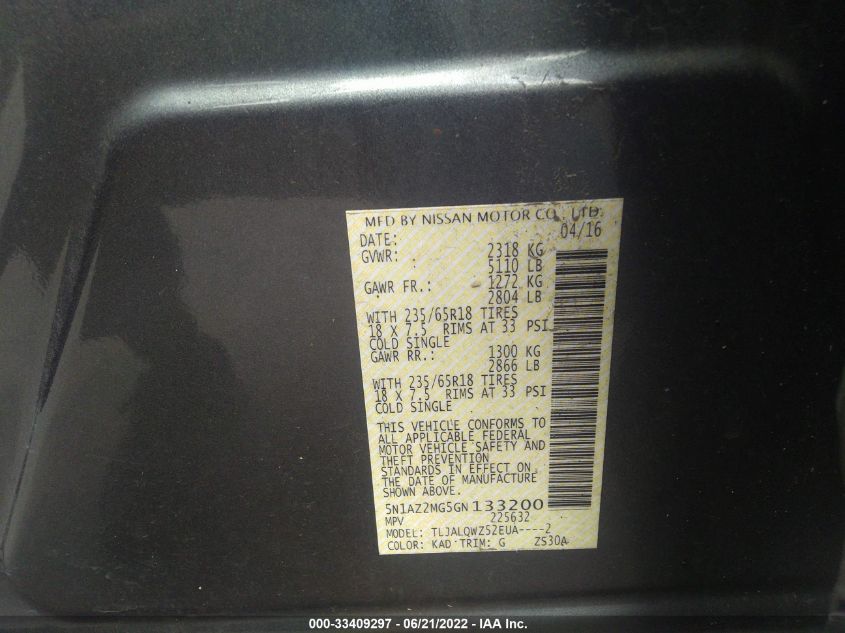 MFD BY NISSAN MOTOR CO., LTD.
DATE: 04/16
GVWR: 2318 KG
5110 LB
GAWR FR.: 1272 KG
2804 LB
WITH 235/65R18 TIRES
18 X 7.5 RIMS AT 33 PSI
COLD SINGLE
GAWR RR.: 1300 KG
2866 LB
WITH 235/65R18 TIRES
18 X 7.5 RIMS AT 33 PSI
COLD SINGLE
THIS VEHICLE CONFORMS TO
ALL APPLICABLE FEDERAL
MOTOR VEHICLE SAFETY AND
THEFT PREVENTION
STANDARDS IN EFFECT ON
THE DATE OF MANUFACTURE
SHOWN ABOVE.
5N1AZ2MG5GN133200
MPV 225632
MODEL: TLJALQWZ52EUA----2
COLOR: KAD TRIM: G ZS30A
000-33409297 - 06/21/2022 - IAA Inc.